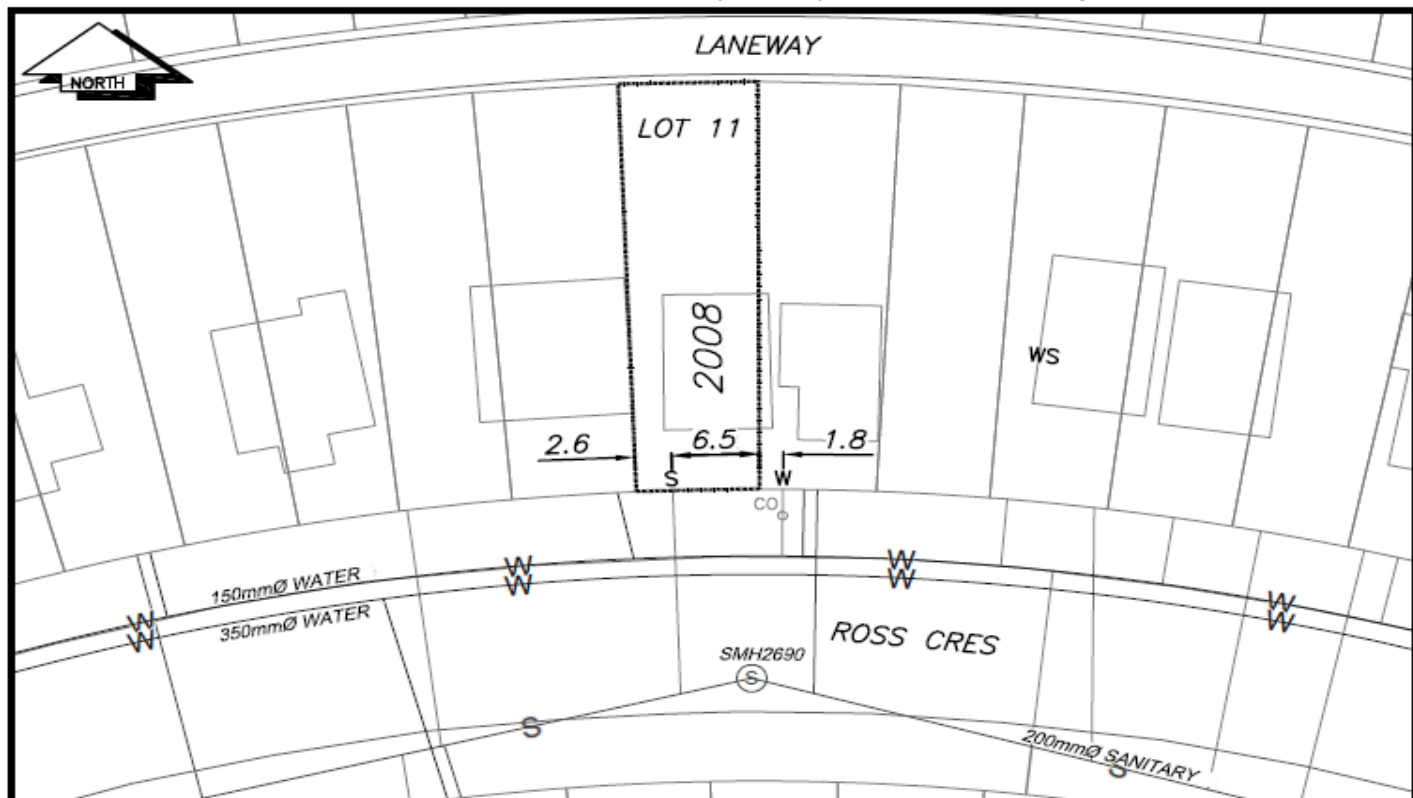 LANEWAY
NORTH
LOT 11
2008
WS
2.6
6.5
1.8
S
W
CO
W
W
W
W
150mmØ WATER
W
W
350mmØ WATER
W
W
ROSS CRES
SMH2690
S
S
200mmØ SANITARY
S